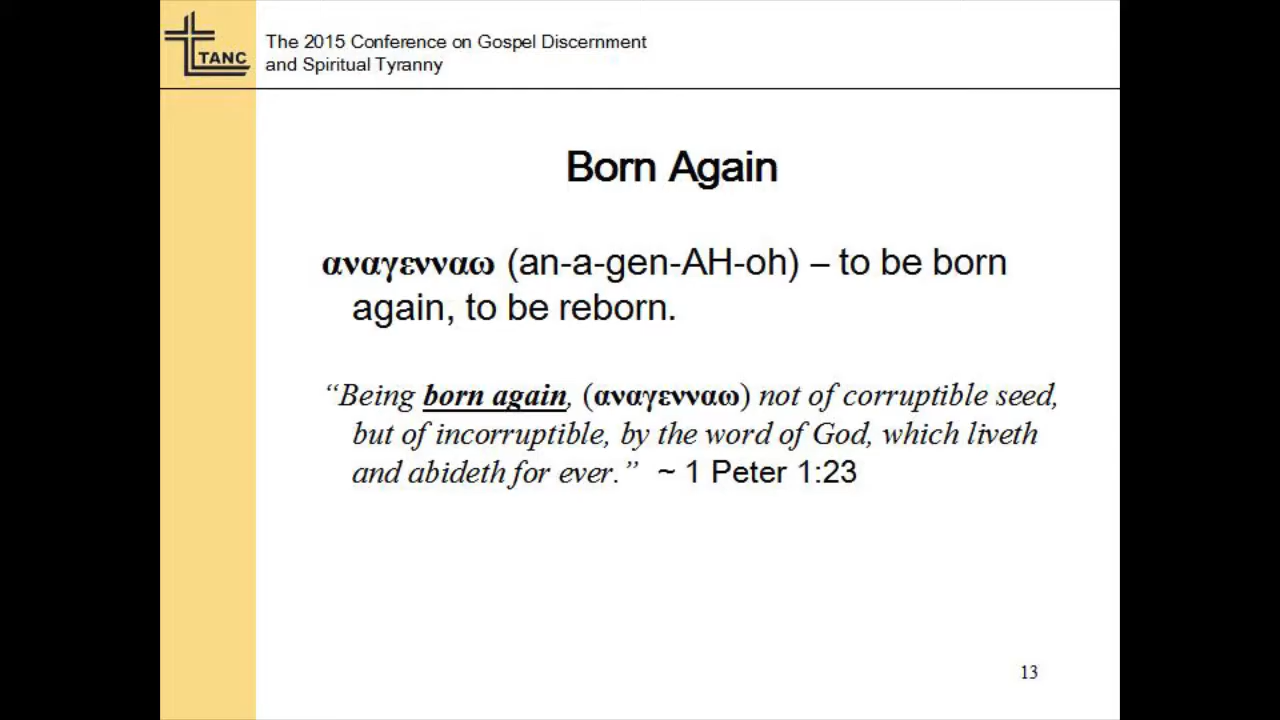 TANC
The 2015 Conference on Gospel Discernment
and Spiritual Tyranny
Born Again
αναγενναω (an-a-gen-AH-oh) – to be born
again, to be reborn.
“Being born again, (αναγενναω) not of corruptible seed,
but of incorruptible, by the word of God, which liveth
and abideth for ever.” ~ 1 Peter 1:23
13